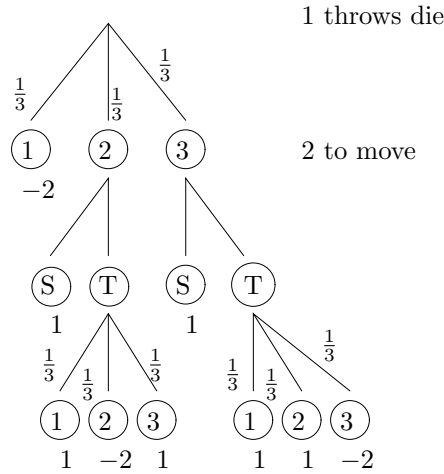 1 throws die
1/3 1/3 1/3
1 2 3 2 to move
−2
S T S T
1 1
1/3 1/3 1/3 1/3 1/3 1/3
1 2 3 1 2 3
1 −2 1 1 1 −2